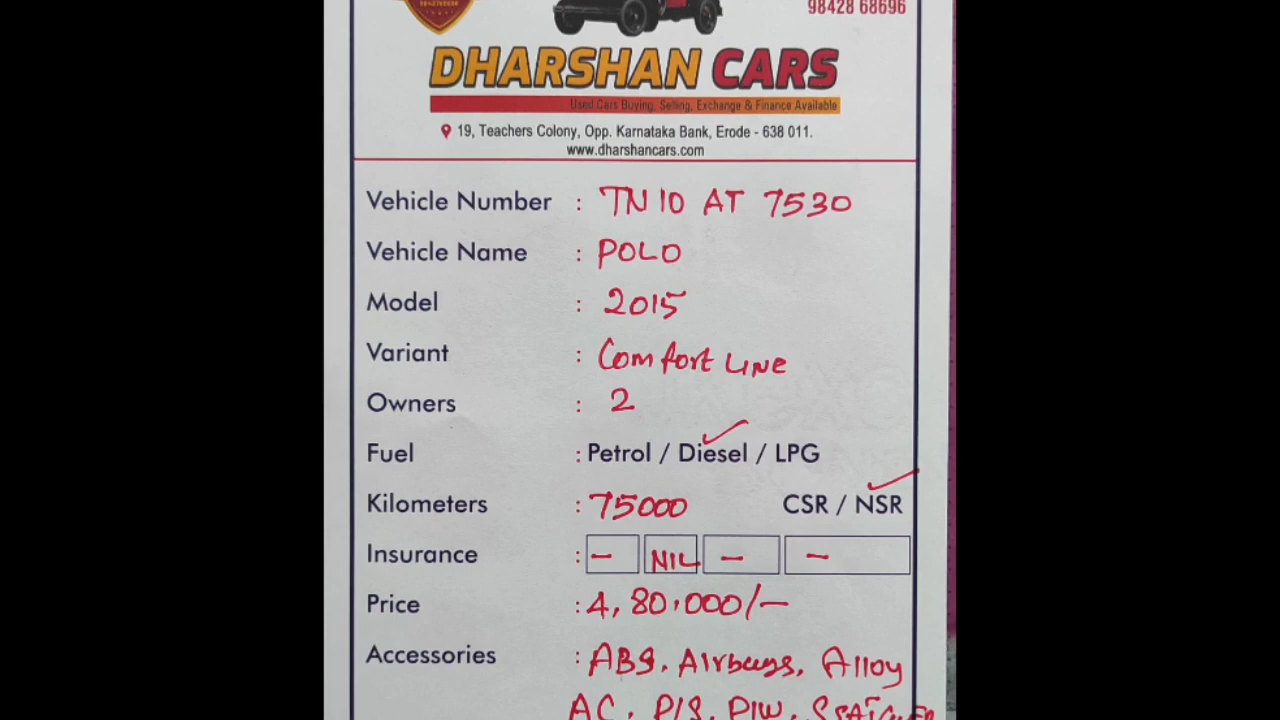 98428 68696
DHARSHAN CARS
Used Cars Buying, Selling, Exchange & Finance Available
19, Teachers Colony, Opp. Karnataka Bank, Erode - 638 011.
www.dharshancars.com
Vehicle Number : TN 10 AT 7530
Vehicle Name : POLO
Model : 2015
Variant : Comfort Line
Owners : 2
Fuel : Petrol / Diesel / LPG
Kilometers : 75000 CSR / NSR
Insurance : – NIL – –
Price : 4,80,000/–
Accessories : ABS, Airbags, Alloy
AC, P/S, P/W,